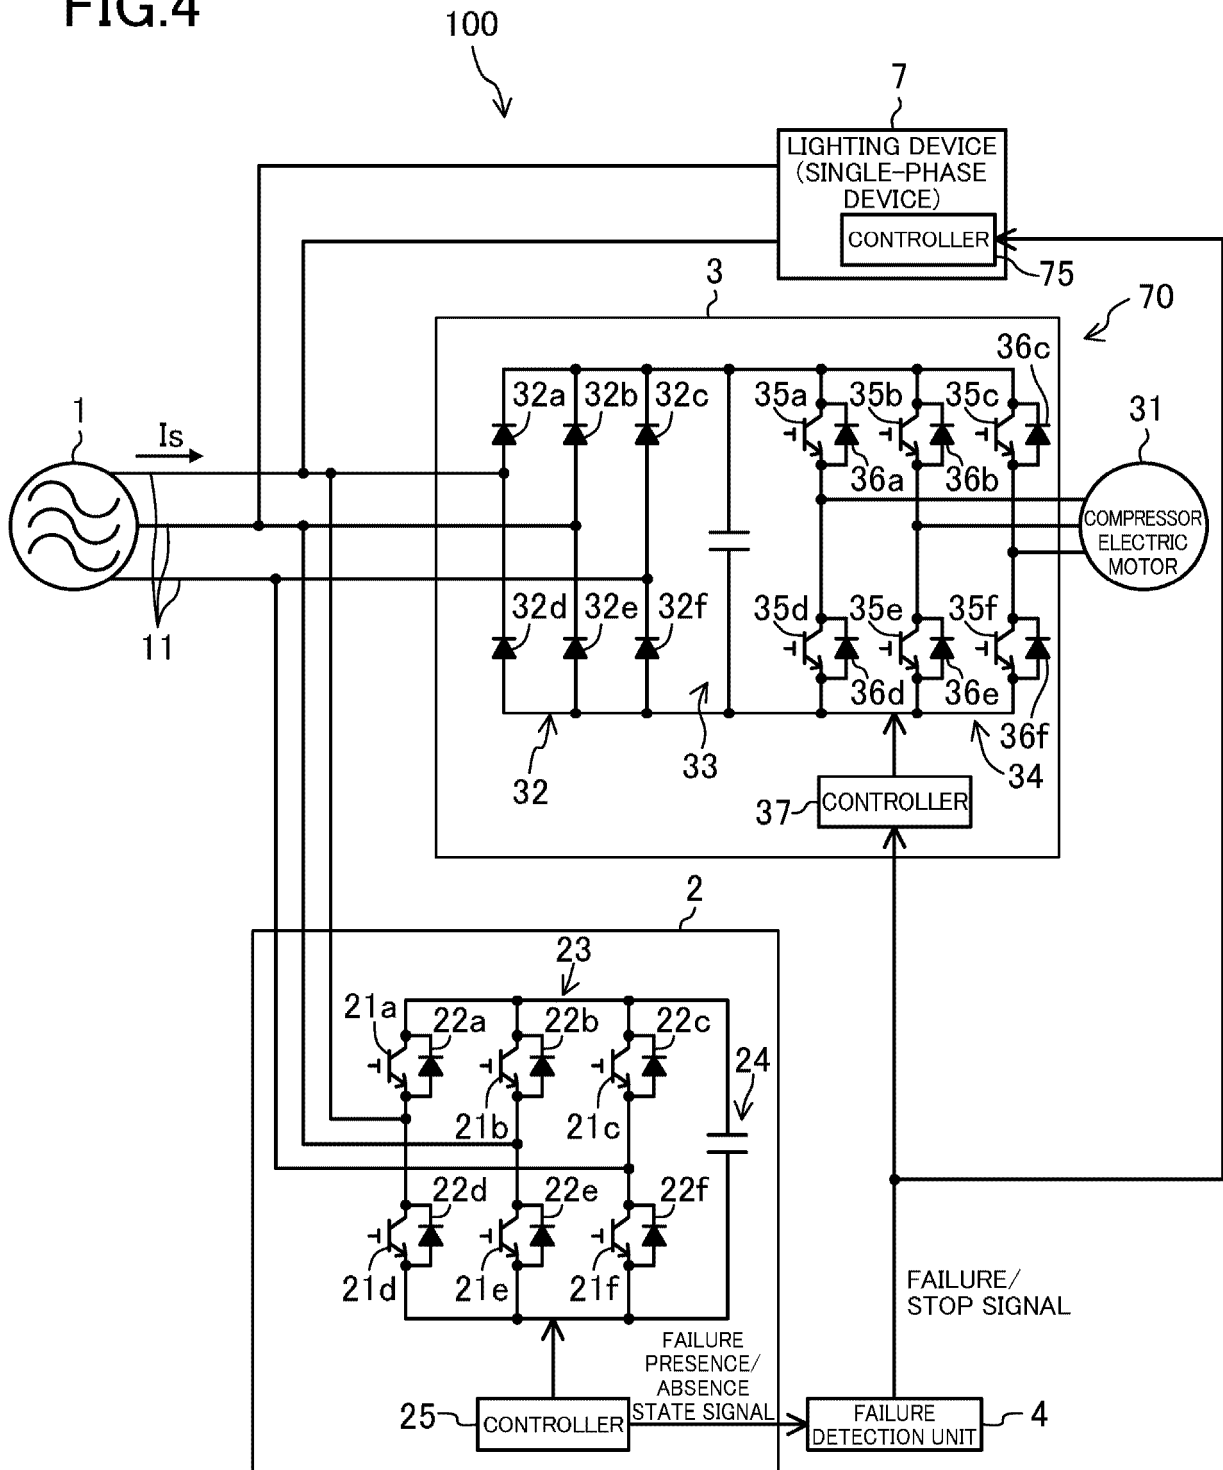 FIG.4
100
7
LIGHTING DEVICE
(SINGLE-PHASE
DEVICE)
CONTROLLER
75
3
70
36c
32a
32b
32c
35a
35b
35c
31
1
Is
36a
36b
COMPRESSOR
ELECTRIC
MOTOR
11
32d
32e
32f
35d
35e
35f
36d
36e
36f
32
33
34
37
CONTROLLER
2
23
21a
22a
22b
22c
24
21b
21c
22d
22e
22f
21d
21e
21f
FAILURE/
STOP SIGNAL
FAILURE
PRESENCE/
ABSENCE
STATE SIGNAL
25
CONTROLLER
FAILURE
DETECTION UNIT
4